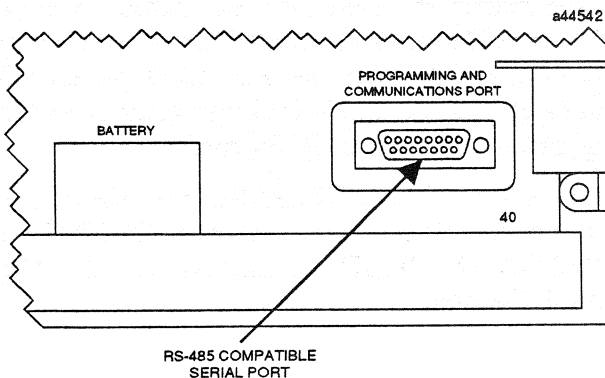 a44542
PROGRAMMING AND
COMMUNICATIONS PORT
BATTERY
40
RS-485 COMPATIBLE
SERIAL PORT